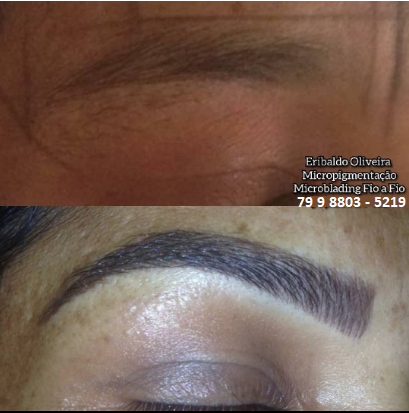 Eribaldo Oliveira
Micropigmentação
Microblading Fio a Fio
79 9 8803 - 5219